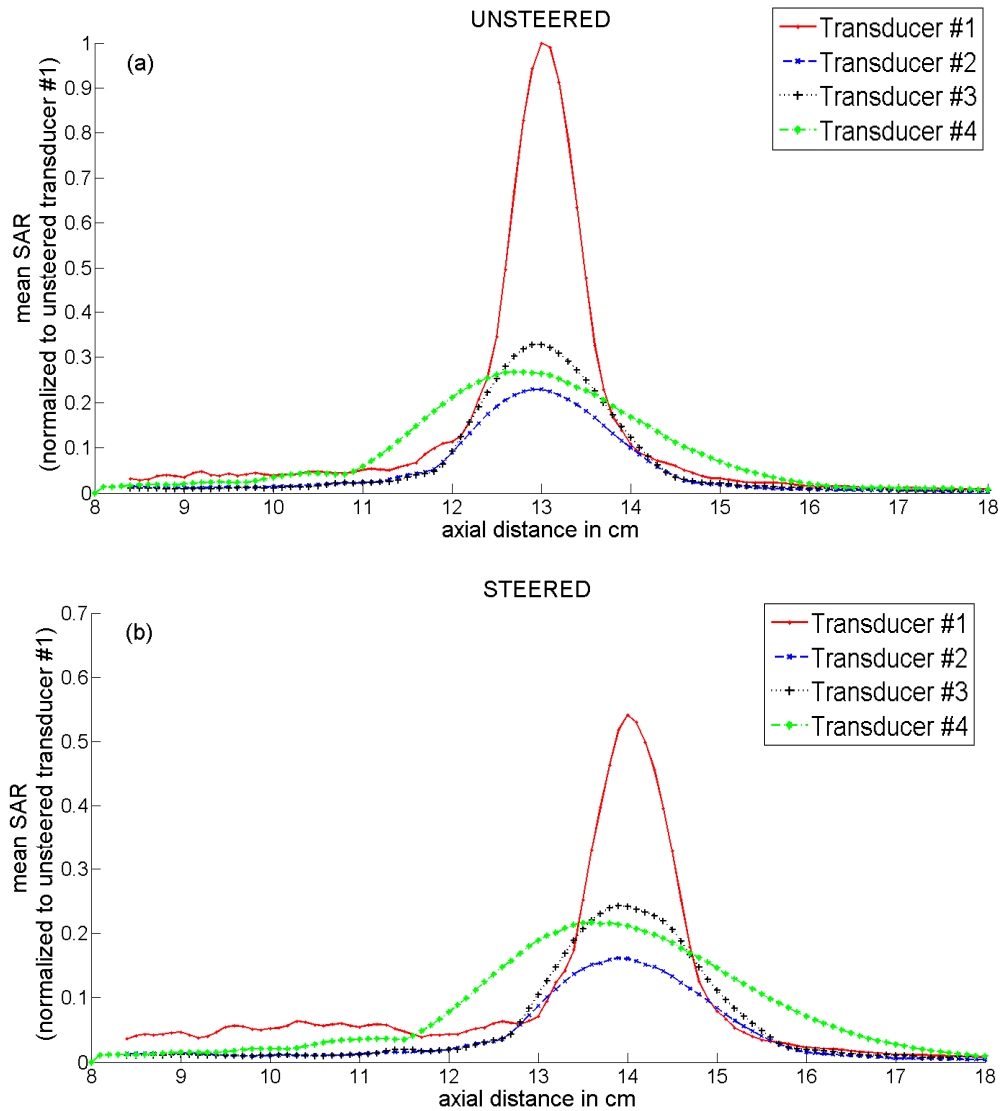 UNSTEERED
(a)
Transducer #1
Transducer #2
Transducer #3
Transducer #4
mean SAR
(normalized to unsteered transducer #1)
1
0.9
0.8
0.7
0.6
0.5
0.4
0.3
0.2
0.1
0
8 9 10 11 12 13 14 15 16 17 18
axial distance in cm
STEERED
(b)
Transducer #1
Transducer #2
Transducer #3
Transducer #4
mean SAR
(normalized to unsteered transducer #1)
0.7
0.6
0.5
0.4
0.3
0.2
0.1
0
8 9 10 11 12 13 14 15 16 17 18
axial distance in cm